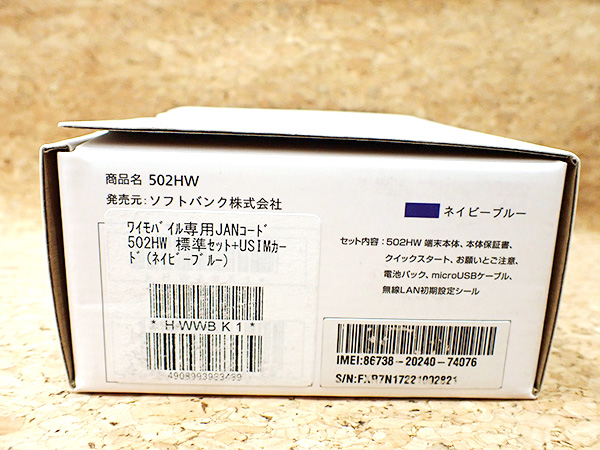 商品名 502HW
発売元: ソフトバンク株式会社
ネイビーブルー
ワイモバイル専用JANコード
502HW 標準セット+USIMカー
ド(ネイビーブルー)
* H WWB K 1 *
セット内容 : 502HW 端末本体、本体保証書、
クイックスタート、お願いとご注意、
電池パック、microUSBケーブル、
無線LAN初期設定シール
IMEI:86738-20240-74076